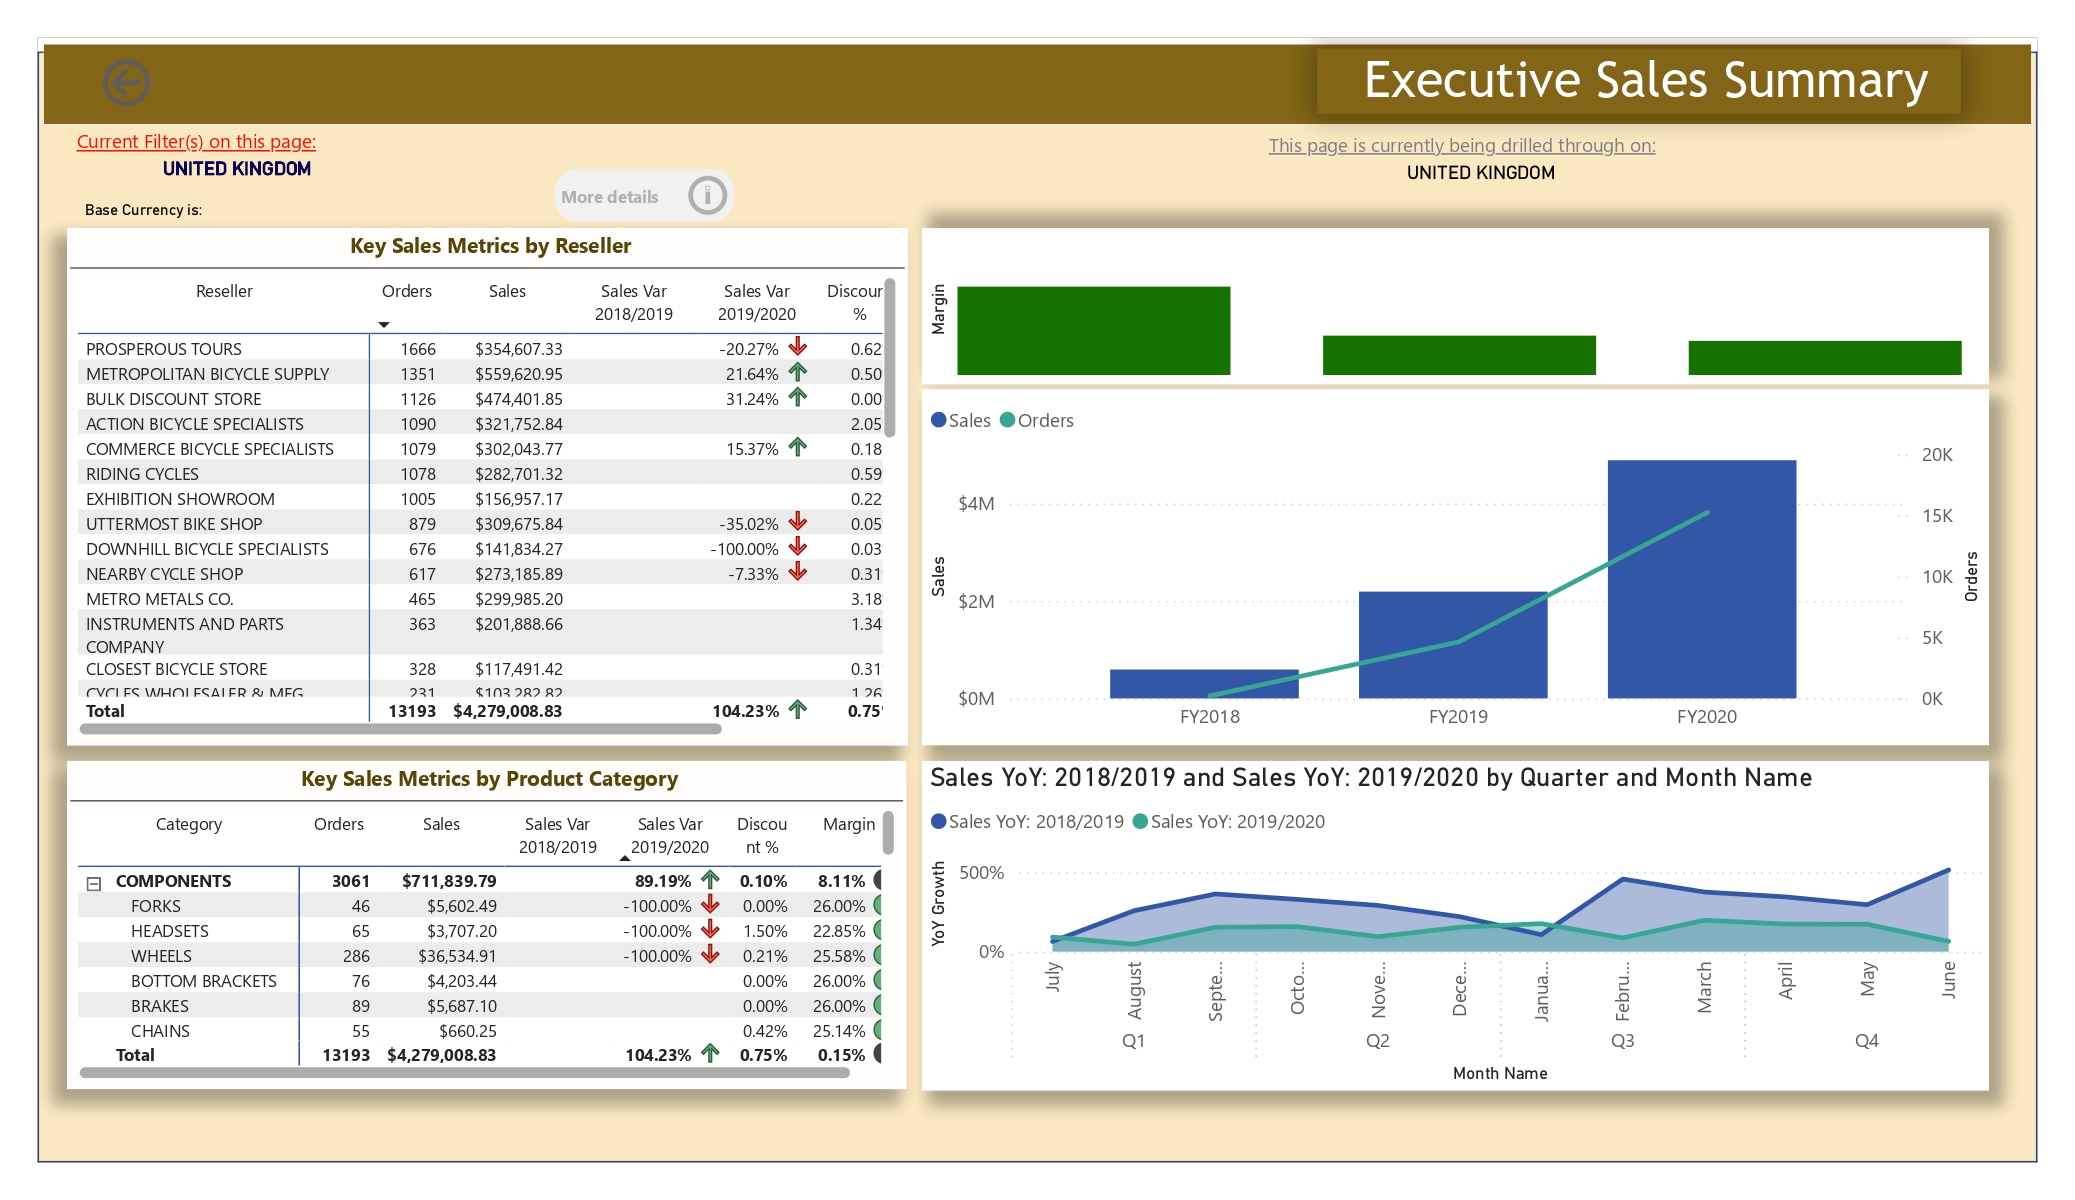 Executive Sales Summary
Current Filter(s) on this page:
UNITED KINGDOM
This page is currently being drilled through on:
UNITED KINGDOM
More details
Base Currency is:
Key Sales Metrics by Reseller
Reseller Orders Sales Sales Var 2018/2019 Sales Var 2019/2020 Discour %
PROSPEROUS TOURS 1666 $354,607.33 -20.27% 0.62
METROPOLITAN BICYCLE SUPPLY 1351 $559,620.95 21.64% 0.50
BULK DISCOUNT STORE 1126 $474,401.85 31.24% 0.00
ACTION BICYCLE SPECIALISTS 1090 $321,752.84 2.05
COMMERCE BICYCLE SPECIALISTS 1079 $302,043.77 15.37% 0.18
RIDING CYCLES 1078 $282,701.32 0.59
EXHIBITION SHOWROOM 1005 $156,957.17 0.22
UTTERMOST BIKE SHOP 879 $309,675.84 -35.02% 0.05
DOWNHILL BICYCLE SPECIALISTS 676 $141,834.27 -100.00% 0.03
NEARBY CYCLE SHOP 617 $273,185.89 -7.33% 0.31
METRO METALS CO. 465 $299,985.20 3.18
INSTRUMENTS AND PARTS COMPANY 363 $201,888.66 1.34
CLOSEST BICYCLE STORE 328 $117,491.42 0.31
CYCLES WHOLESALER & MFG 231 $103,282.82 1.26
Total 13193 $4,279,008.83 104.23% 0.75
Margin
Sales Orders
$4M
$2M
$0M
Sales
20K
15K
10K
5K
0K
Orders
FY2018 FY2019 FY2020
Key Sales Metrics by Product Category
Category Orders Sales Sales Var 2018/2019 Sales Var 2019/2020 Discou nt % Margin
COMPONENTS 3061 $711,839.79 89.19% 0.10% 8.11%
FORKS 46 $5,602.49 -100.00% 0.00% 26.00%
HEADSETS 65 $3,707.20 -100.00% 1.50% 22.85%
WHEELS 286 $36,534.91 -100.00% 0.21% 25.58%
BOTTOM BRACKETS 76 $4,203.44 0.00% 26.00%
BRAKES 89 $5,687.10 0.00% 26.00%
CHAINS 55 $660.25 0.42% 25.14%
Total 13193 $4,279,008.83 104.23% 0.75% 0.15%
Sales YoY: 2018/2019 and Sales YoY: 2019/2020 by Quarter and Month Name
Sales YoY: 2018/2019 Sales YoY: 2019/2020
YoY Growth
500%
0%
July August Septe... Octo... Nove... Dece... Janua... Febru... March April May June
Q1 Q2 Q3 Q4
Month Name